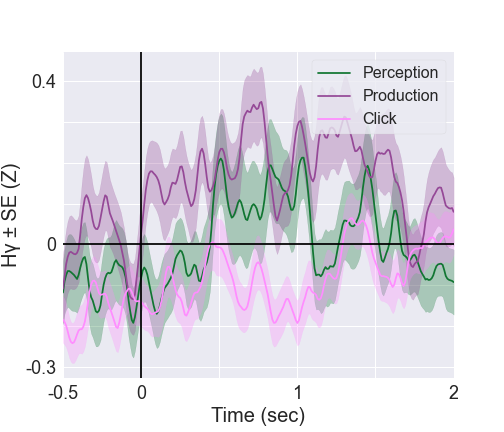 Perception
Production
Click
0.4
0
-0.3
Hγ ± SE (Z)
-0.5
0
1
2
Time (sec)